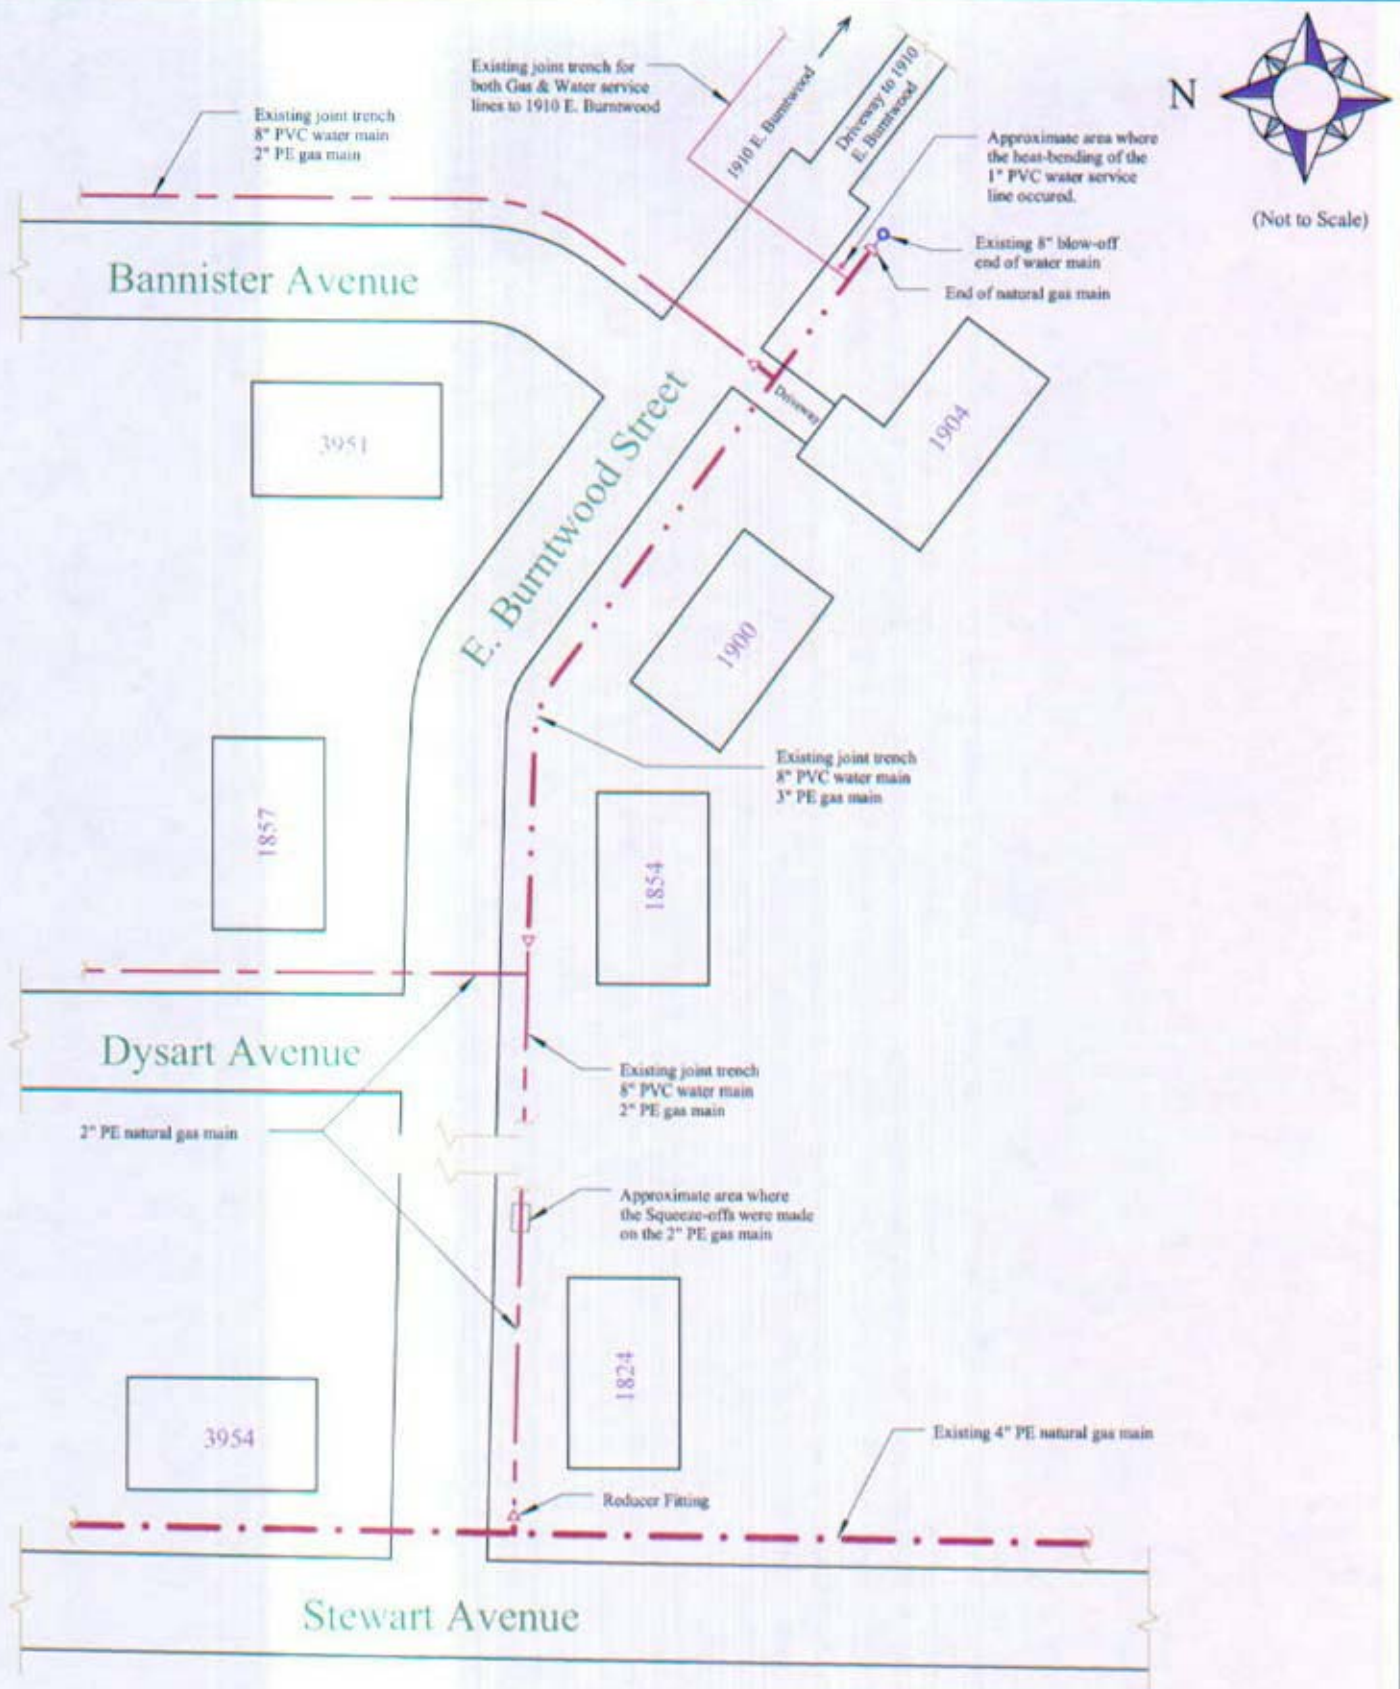 Existing joint trench for
both Gas & Water service
lines to 1910 E. Burntwood
1910 E. Burntwood
Driveway to 1910
E. Burntwood
N
(Not to Scale)
Existing joint trench
8" PVC water main
2" PE gas main
Approximate area where
the heat-bending of the
1" PVC water service
line occured.
Existing 8" blow-off
end of water main
End of natural gas main
Bannister Avenue
Driveway
1904
3951
E. Burntwood Street
1900
Existing joint trench
8" PVC water main
3" PE gas main
1857
1854
Dysart Avenue
Existing joint trench
8" PVC water main
2" PE gas main
2" PE natural gas main
Approximate area where
the Squeeze-offs were made
on the 2" PE gas main
1824
3954
Existing 4" PE natural gas main
Reducer Fitting
Stewart Avenue